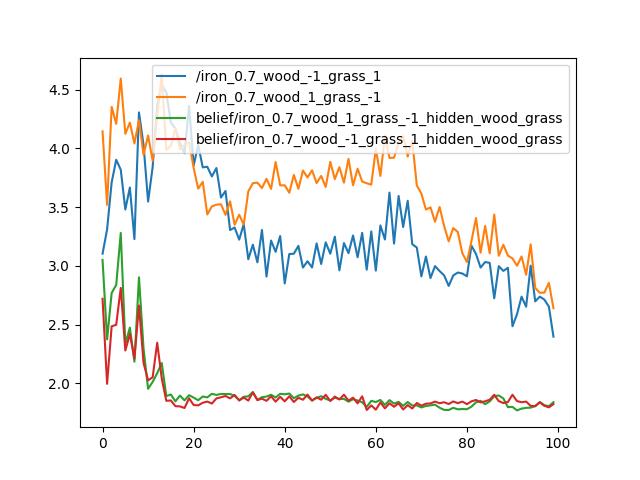 /iron_0.7_wood_-1_grass_1
/iron_0.7_wood_1_grass_-1
belief/iron_0.7_wood_1_grass_-1_hidden_wood_grass
belief/iron_0.7_wood_-1_grass_1_hidden_wood_grass
4.5
4.0
3.5
3.0
2.5
2.0
0 20 40 60 80 100